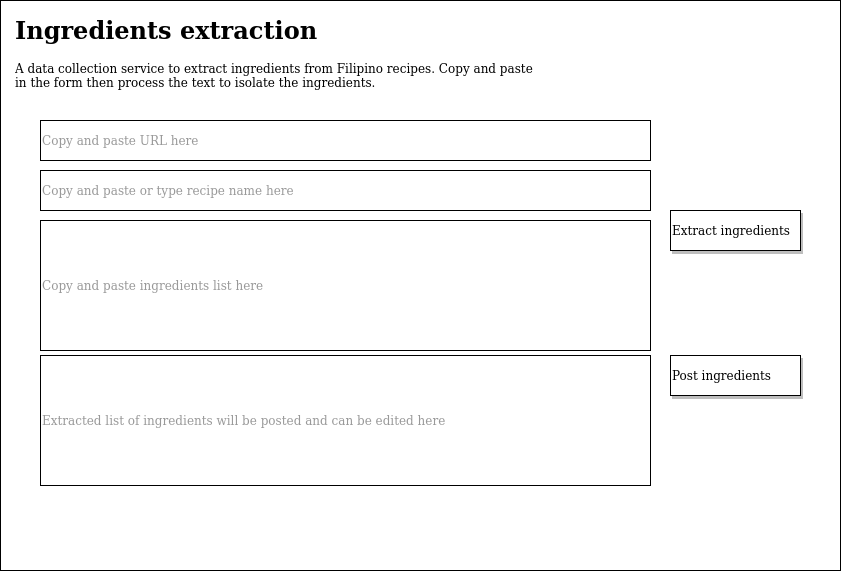 Ingredients extraction
A data collection service to extract ingredients from Filipino recipes. Copy and paste
in the form then process the text to isolate the ingredients.
Copy and paste URL here
Copy and paste or type recipe name here
Extract ingredients
Copy and paste ingredients list here
Post ingredients
Extracted list of ingredients will be posted and can be edited here